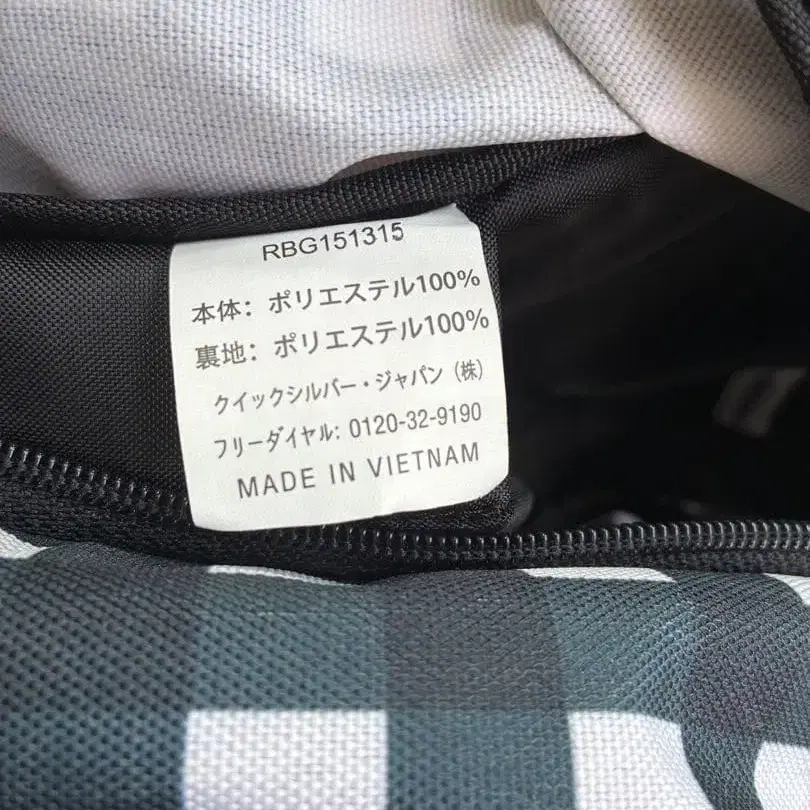 RBG151315
本体: ポリエステル100%
裏地: ポリエステル100%
クイックシルバー・ジャパン (株)
フリーダイヤル: 0120-32-9190
MADE IN VIETNAM